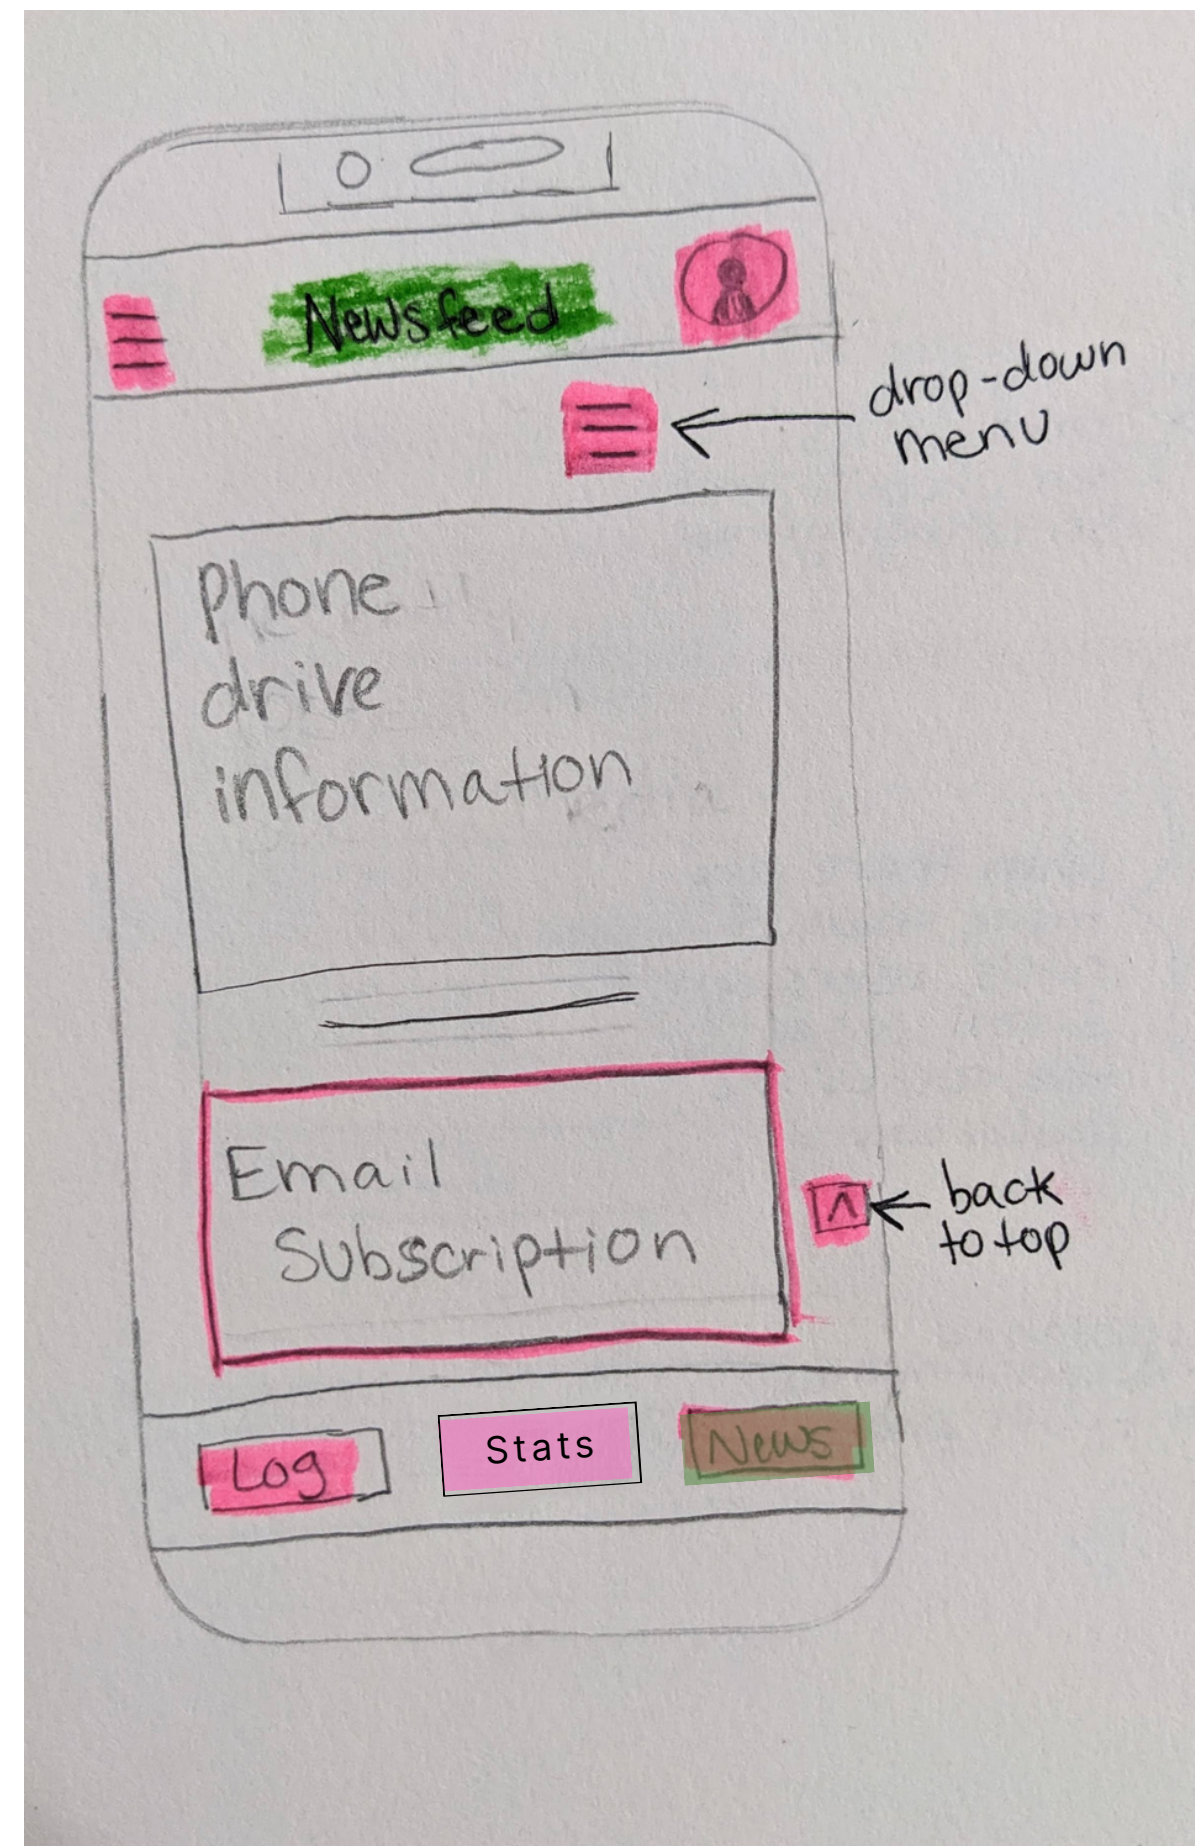 Newsfeed
drop-down
menu
phone
drive
information
Email
Subscription
back
to top
Log
Stats
News